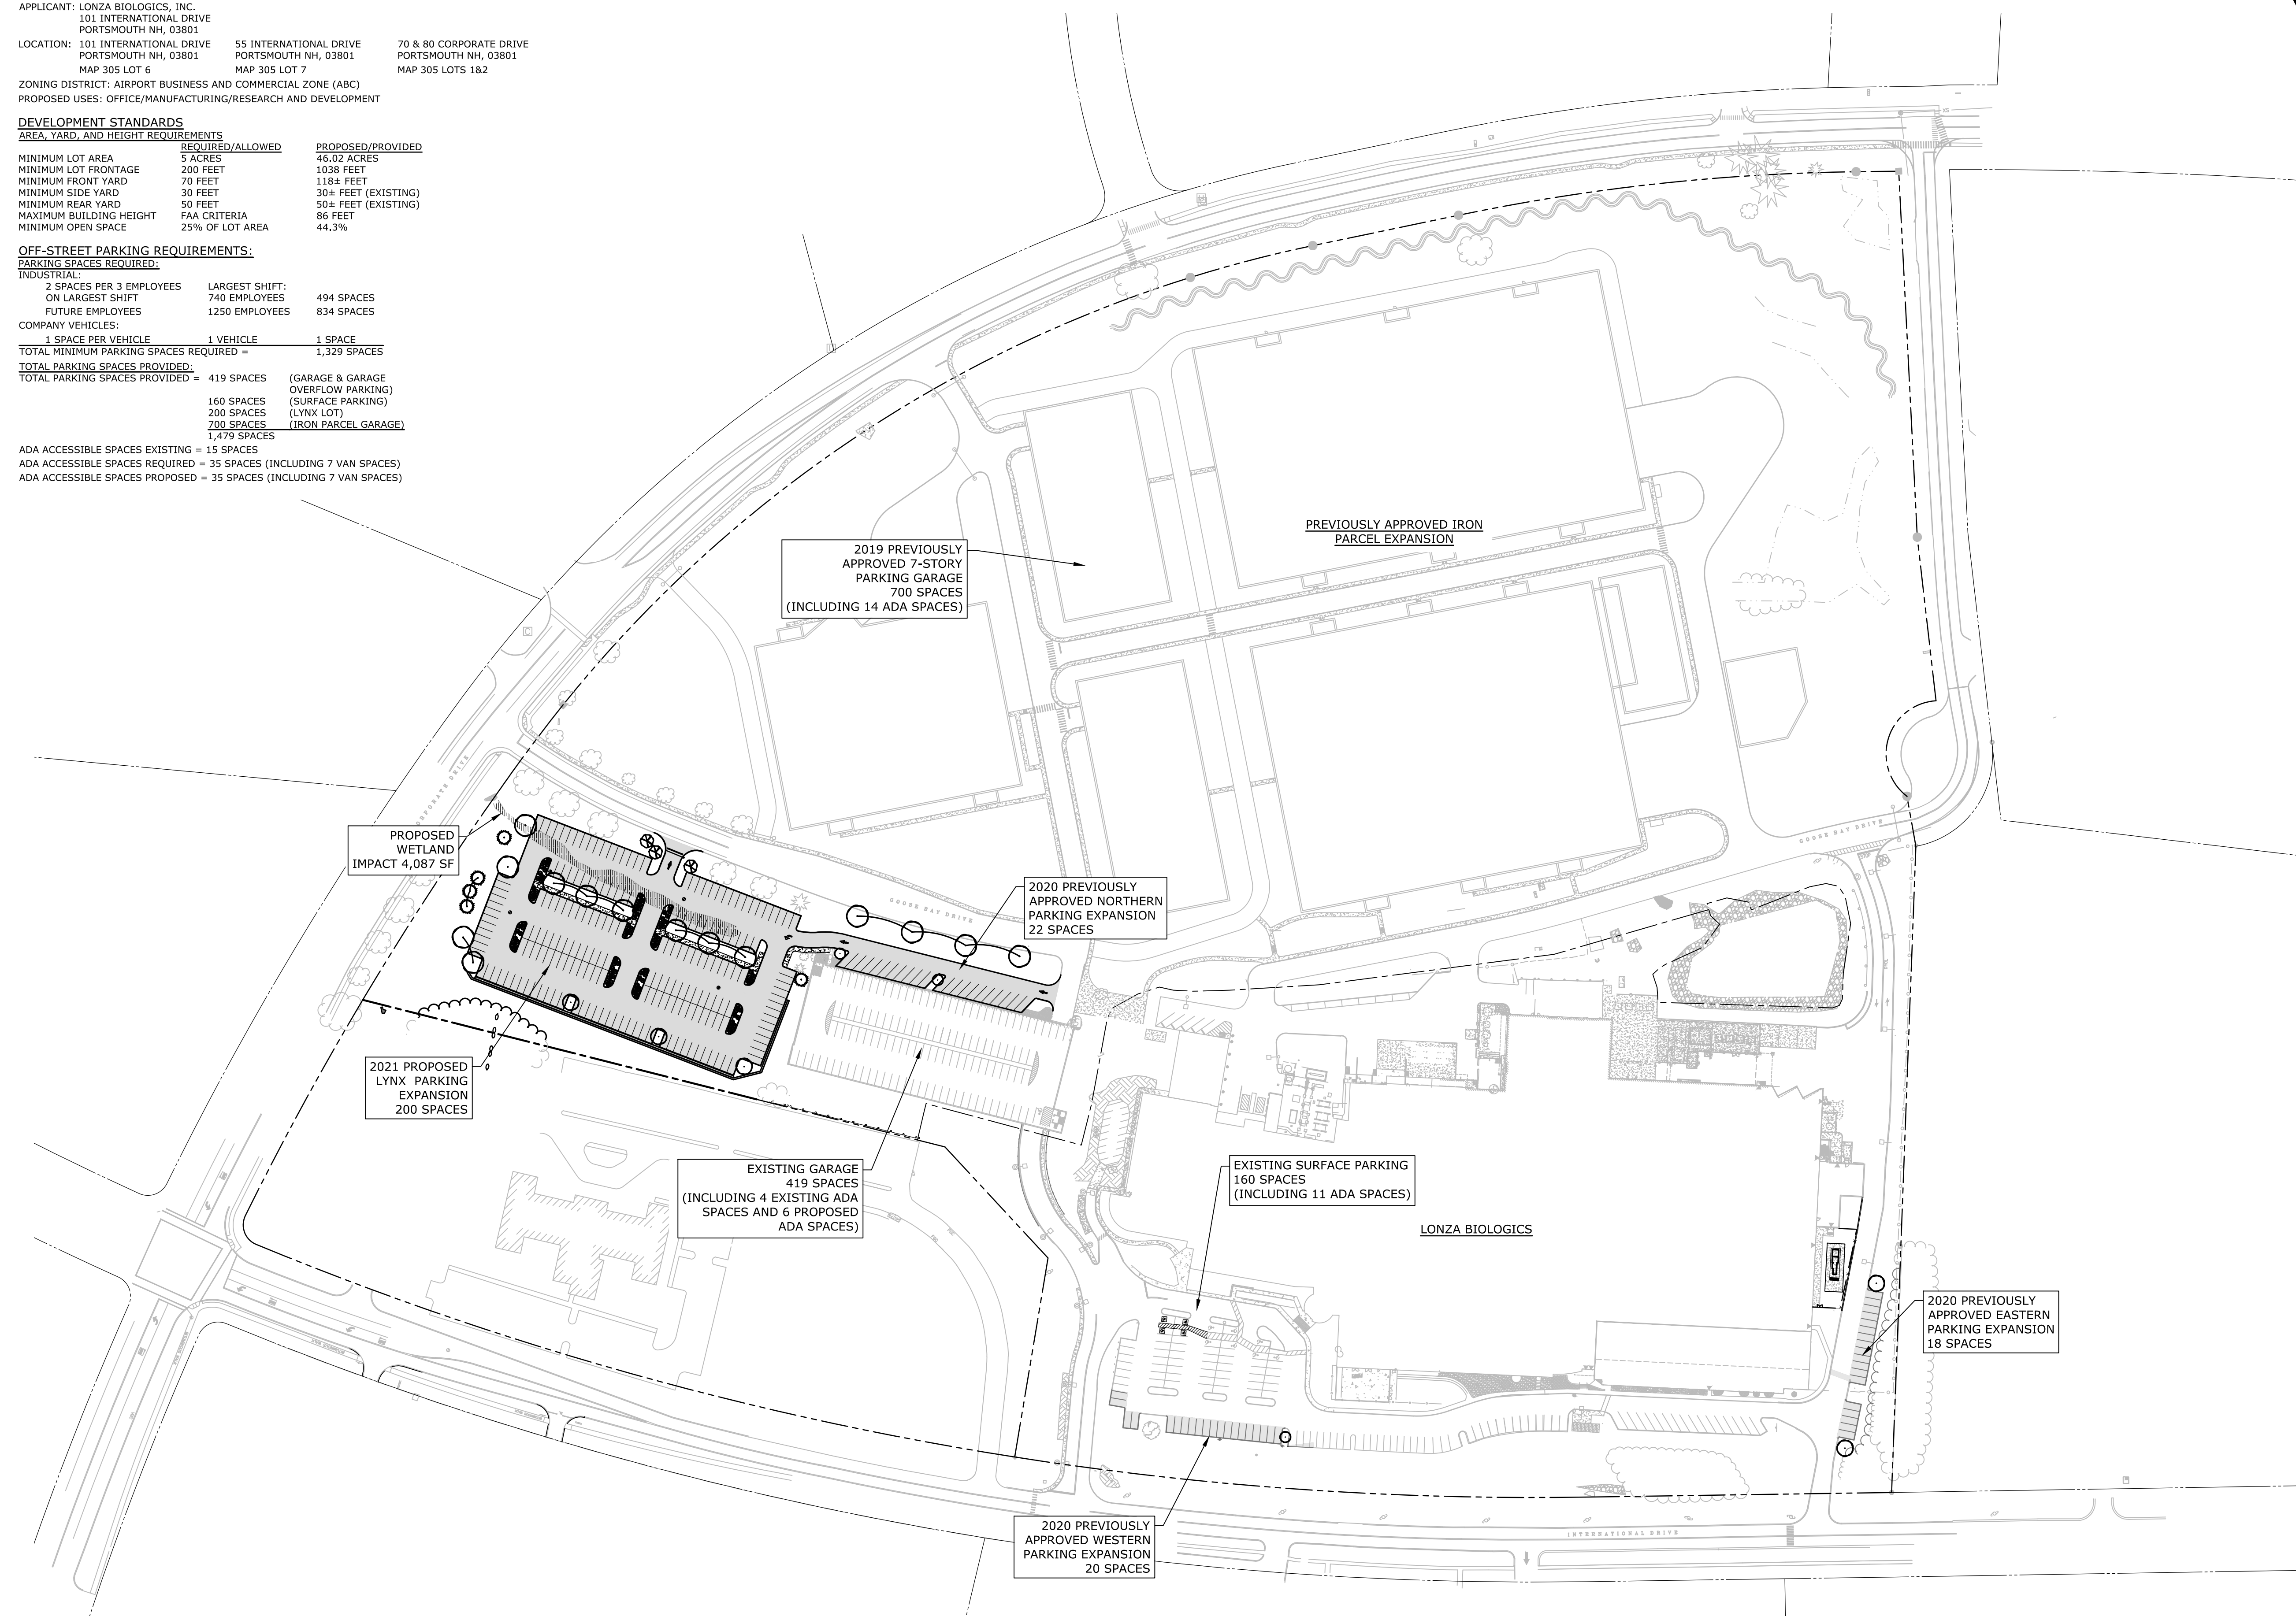 APPLICANT: LONZA BIOLOGICS, INC.
101 INTERNATIONAL DRIVE
PORTSMOUTH NH, 03801
LOCATION: 101 INTERNATIONAL DRIVE 55 INTERNATIONAL DRIVE 70 & 80 CORPORATE DRIVE
PORTSMOUTH NH, 03801 PORTSMOUTH NH, 03801 PORTSMOUTH NH, 03801
MAP 305 LOT 6 MAP 305 LOT 7 MAP 305 LOTS 1&2
ZONING DISTRICT: AIRPORT BUSINESS AND COMMERCIAL ZONE (ABC)
PROPOSED USES: OFFICE/MANUFACTURING/RESEARCH AND DEVELOPMENT
DEVELOPMENT STANDARDS
AREA, YARD, AND HEIGHT REQUIREMENTS
REQUIRED/ALLOWED PROPOSED/PROVIDED
MINIMUM LOT AREA 5 ACRES 46.02 ACRES
MINIMUM LOT FRONTAGE 200 FEET 1038 FEET
MINIMUM FRONT YARD 70 FEET 118± FEET
MINIMUM SIDE YARD 30 FEET 30± FEET (EXISTING)
MINIMUM REAR YARD 50 FEET 50± FEET (EXISTING)
MAXIMUM BUILDING HEIGHT FAA CRITERIA 86 FEET
MINIMUM OPEN SPACE 25% OF LOT AREA 44.3%
OFF-STREET PARKING REQUIREMENTS:
PARKING SPACES REQUIRED:
INDUSTRIAL:
2 SPACES PER 3 EMPLOYEES LARGEST SHIFT:
ON LARGEST SHIFT 740 EMPLOYEES 494 SPACES
FUTURE EMPLOYEES 1250 EMPLOYEES 834 SPACES
COMPANY VEHICLES:
1 SPACE PER VEHICLE 1 VEHICLE 1 SPACE
TOTAL MINIMUM PARKING SPACES REQUIRED = 1,329 SPACES
TOTAL PARKING SPACES PROVIDED:
TOTAL PARKING SPACES PROVIDED = 419 SPACES (GARAGE & GARAGE
OVERFLOW PARKING)
160 SPACES (SURFACE PARKING)
200 SPACES (LYNX LOT)
700 SPACES (IRON PARCEL GARAGE)
1,479 SPACES
ADA ACCESSIBLE SPACES EXISTING = 15 SPACES
ADA ACCESSIBLE SPACES REQUIRED = 35 SPACES (INCLUDING 7 VAN SPACES)
ADA ACCESSIBLE SPACES PROPOSED = 35 SPACES (INCLUDING 7 VAN SPACES)
PREVIOUSLY APPROVED IRON
PARCEL EXPANSION
2019 PREVIOUSLY
APPROVED 7-STORY
PARKING GARAGE
700 SPACES
(INCLUDING 14 ADA SPACES)
PROPOSED
WETLAND
IMPACT 4,087 SF
GOOSE BAY DRIVE
GOOSE BAY DRIVE
2020 PREVIOUSLY
APPROVED NORTHERN
PARKING EXPANSION
22 SPACES
2021 PROPOSED
LYNX PARKING
EXPANSION
200 SPACES
EXISTING GARAGE
419 SPACES
(INCLUDING 4 EXISTING ADA
SPACES AND 6 PROPOSED
ADA SPACES)
EXISTING SURFACE PARKING
160 SPACES
(INCLUDING 11 ADA SPACES)
LONZA BIOLOGICS
2020 PREVIOUSLY
APPROVED EASTERN
PARKING EXPANSION
18 SPACES
2020 PREVIOUSLY
APPROVED WESTERN
PARKING EXPANSION
20 SPACES
INTERNATIONAL DRIVE